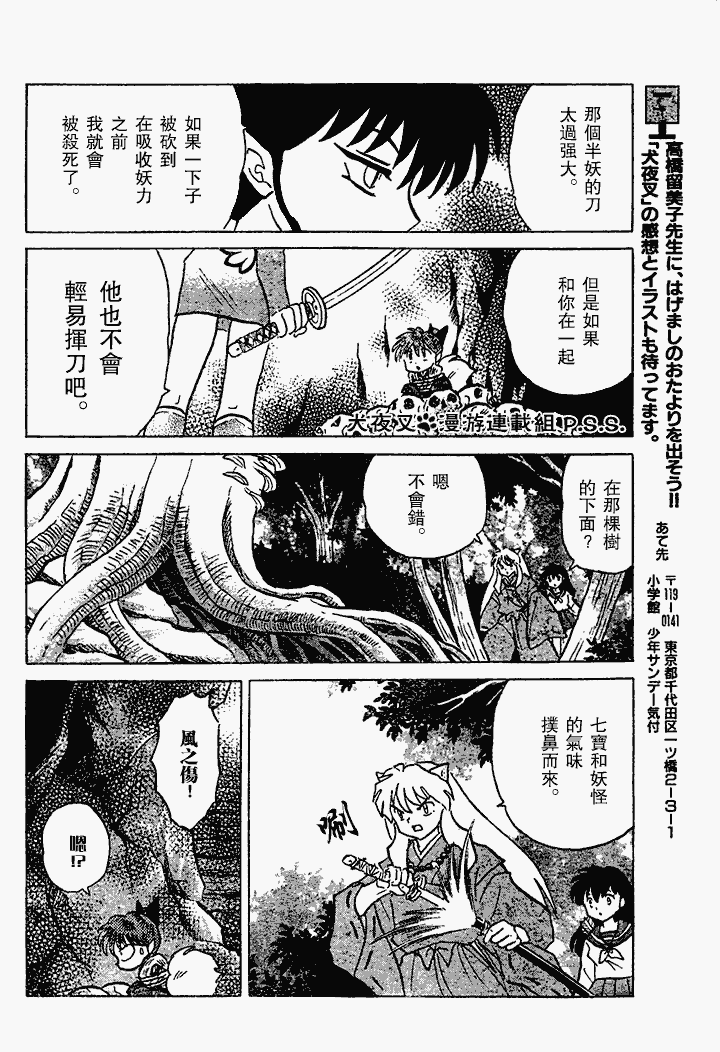 那個半妖的刀
太過强大。
如果一下子
被砍到
在吸收妖力
之前
我就會
被殺死了。
但是如果
和你在一起
他也不會
輕易揮刀吧。
犬夜叉 漫游連載組 P.S.S.
在那棵樹
的下面？
嗯
不會錯。
七寶和妖怪
的氣味
撲鼻而來。
唰
風之傷！
嗯!?
高橋留美子先生に、はげましのおたよりを出そう!!
「犬夜叉」の感想とイラストも待ってます。
あて先
〒119-0141 東京都千代田区一ツ橋2-3-1
小学館 少年サンデー気付